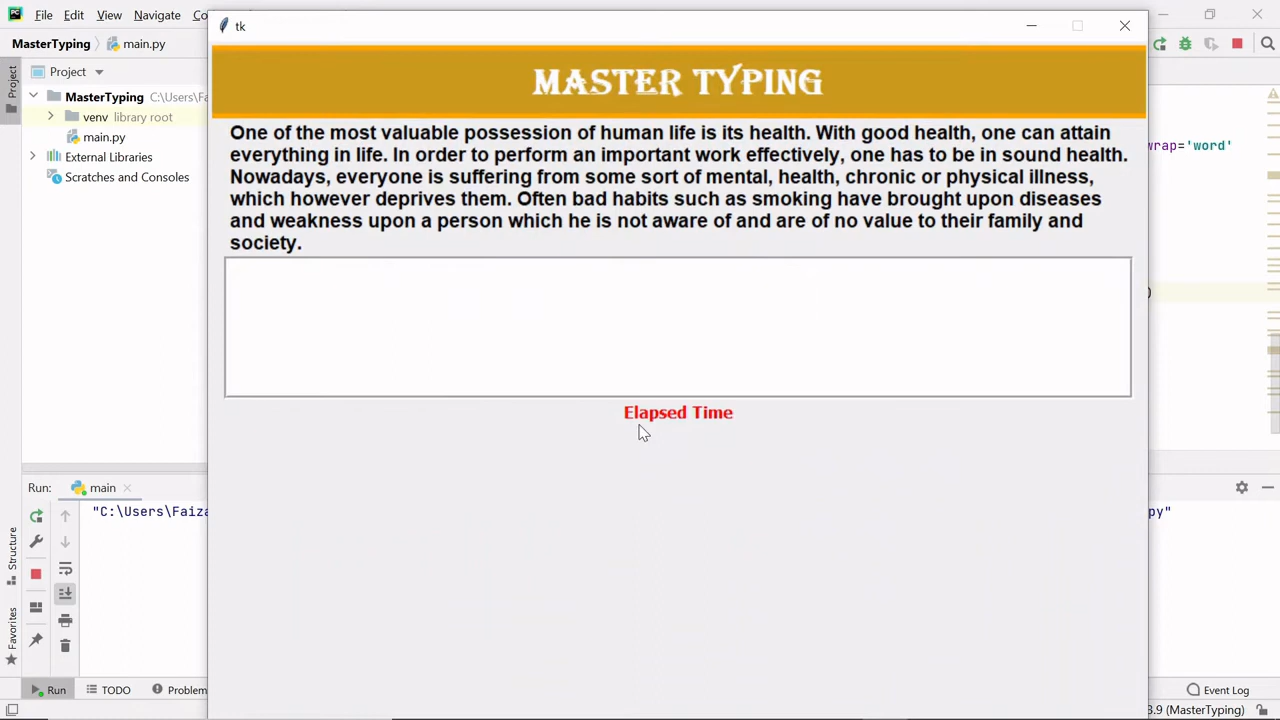 File Edit View Navigate
tk
MasterTyping main.py
Project
Project
MasterTyping C:\Users\Fa
venv library root
main.py
External Libraries
Scratches and Consoles
MASTER TYPING
One of the most valuable possession of human life is its health. With good health, one can attain
everything in life. In order to perform an important work effectively, one has to be in sound health.
Nowadays, everyone is suffering from some sort of mental, health, chronic or physical illness,
which however deprives them. Often bad habits such as smoking have brought upon diseases
and weakness upon a person which he is not aware of and are of no value to their family and
society.
wrap='word'
)
Elapsed Time
Run: main
"C:\Users\Faiza
py"
Structure
Favorites
Run TODO Problem
Event Log
3.9 (MasterTyping)